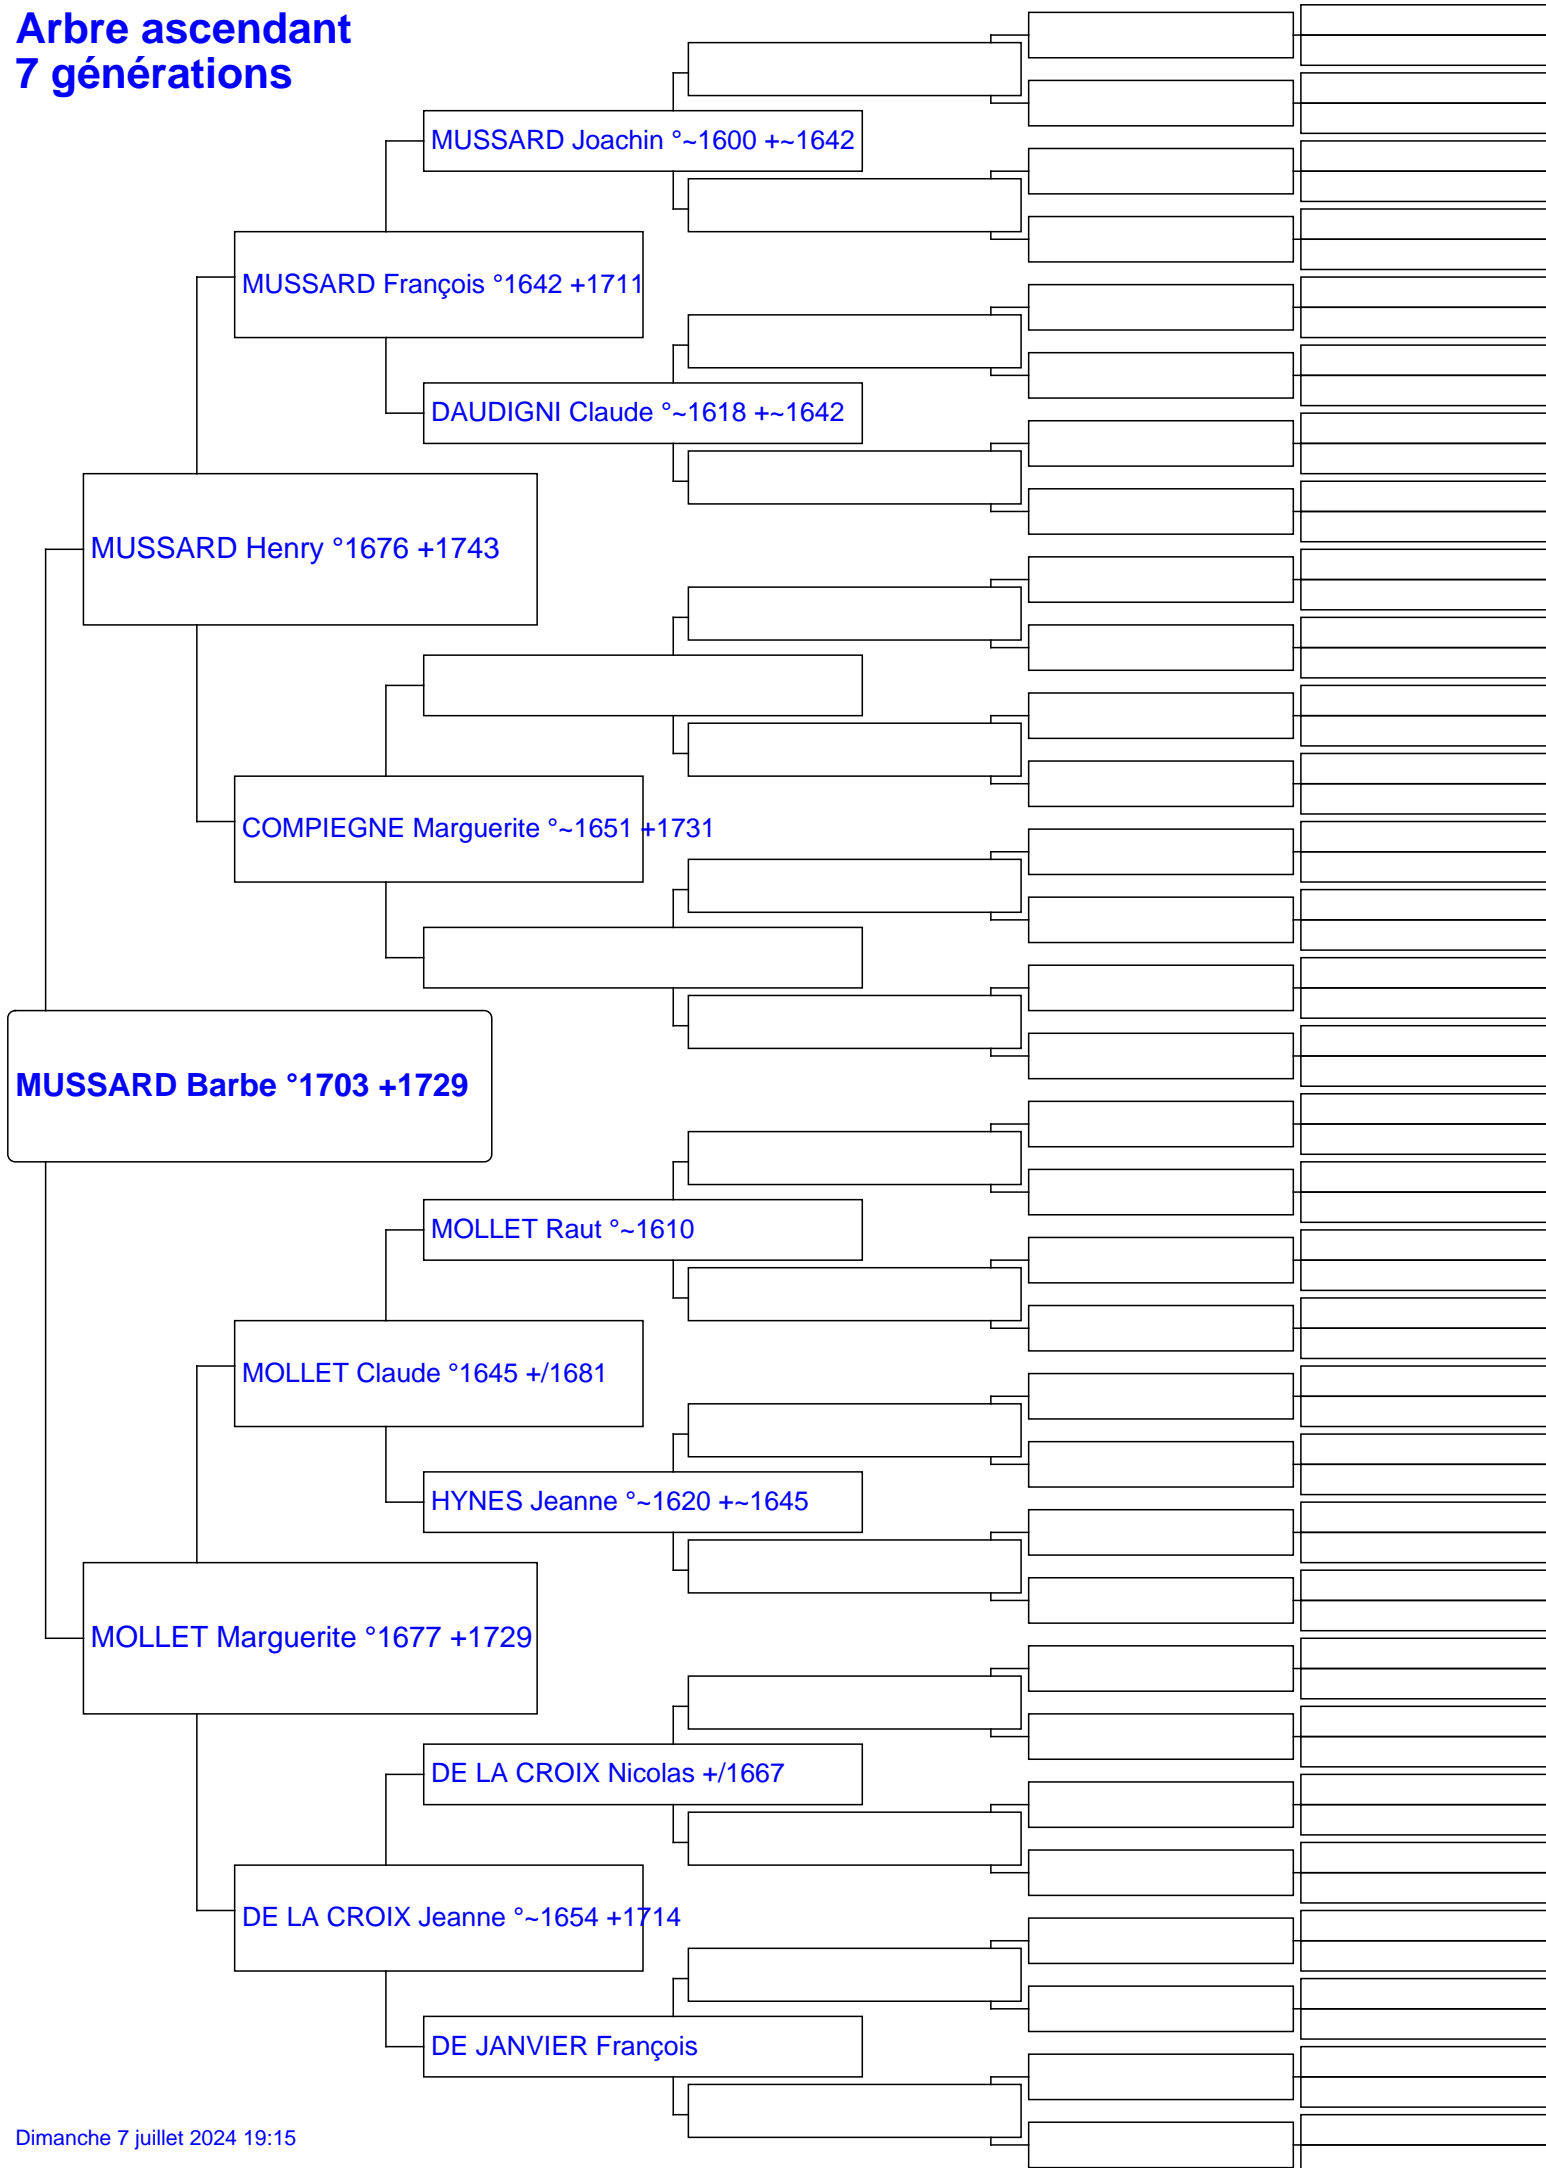 Arbre ascendant
7 générations
MUSSARD Joachin °~1600 +~1642
MUSSARD François °1642 +1711
DAUDIGNI Claude °~1618 +~1642
MUSSARD Henry °1676 +1743
COMPIEGNE Marguerite °~1651 +1731
MUSSARD Barbe °1703 +1729
MOLLET Raut °~1610
MOLLET Claude °1645 +/1681
HYNES Jeanne °~1620 +~1645
MOLLET Marguerite °1677 +1729
DE LA CROIX Nicolas +/1667
DE LA CROIX Jeanne °~1654 +1714
DE JANVIER François
Dimanche 7 juillet 2024 19:15